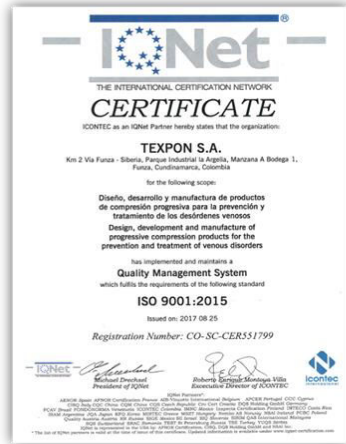 IQNet
®
THE INTERNATIONAL CERTIFICATION NETWORK
CERTIFICATE
ICONTEC as an IQNet Partner hereby states that the organization:
TEXPON S.A.
Km 2 Via Funza - Siberia, Parque Industrial la Argelia, Manzana A Bodega 1,
Funza, Cundinamarca, Colombia
for the following scope:
Diseño, desarrollo y manufactura de productos
de compresión progresiva para la prevención y
tratamiento de los desórdenes venosos
Design, development and manufacture of
progressive compression products for the
prevention and treatment of venous disorders
has implemented and maintains a
Quality Management System
which fulfills the requirements of the following standard
ISO 9001:2015
Issued on: 2017 08 25
Registration Number: CO-SC-CER551799
IQNet
Michael Drechsel
President of IQNet
Roberto Enrique Montoya Villa
Executive Director of ICONTEC
icontec
internacional
IQNet Partners*: